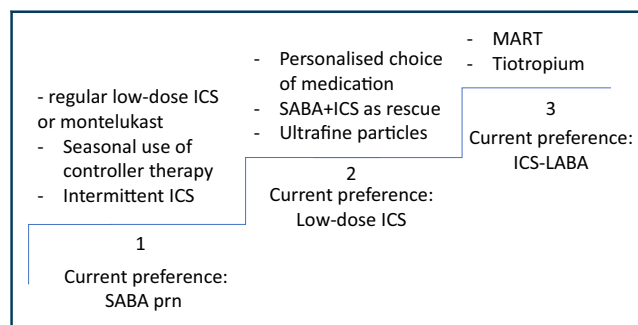 - regular low-dose ICS
or montelukast
- Seasonal use of
controller therapy
- Intermittent ICS
1
Current preference:
SABA prn
- Personalised choice
of medication
- SABA+ICS as rescue
- Ultrafine particles
2
Current preference:
Low-dose ICS
- MART
- Tiotropium
3
Current preference:
ICS-LABA